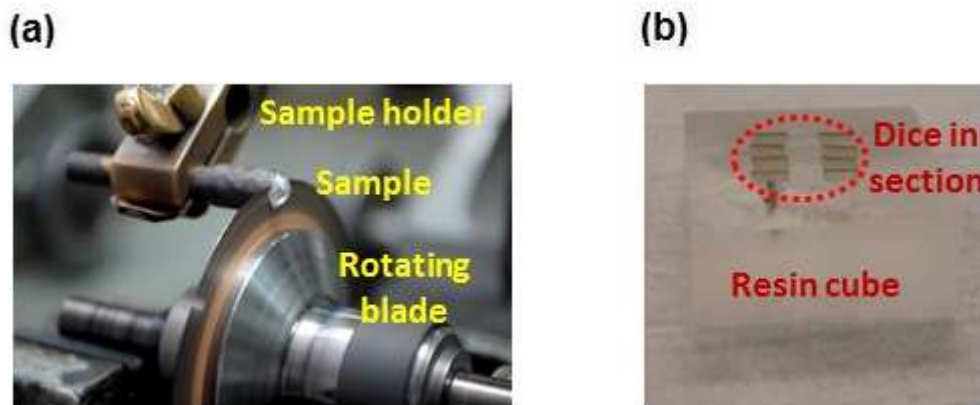 (a)
(b)
Sample holder
Sample
Rotating
blade
Dice in
section
Resin cube